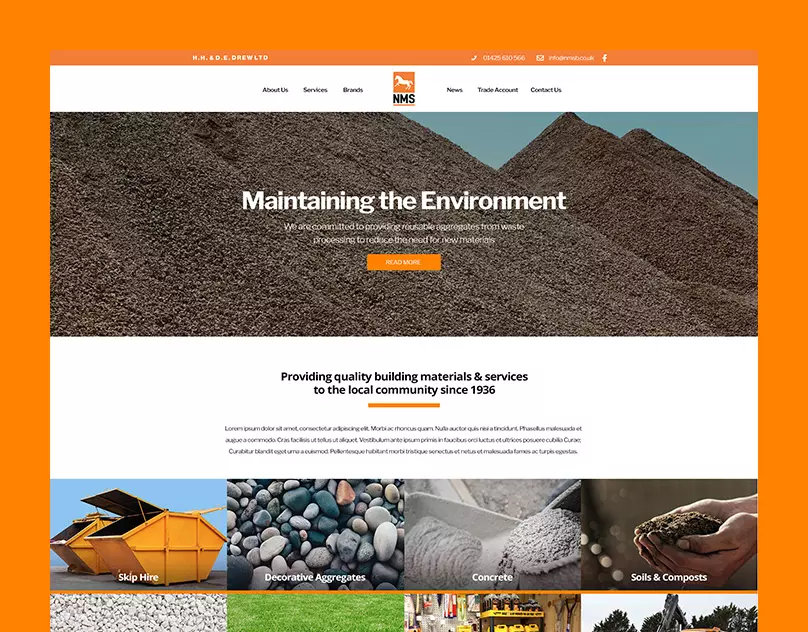 H.H. & D.E. DREW LTD
01425 610 566
info@nmsb.co.uk
About Us
Services
Brands
NMS
News
Trade Account
Contact Us
Maintaining the Environment
We are committed to providing reusable aggregates from waste
processing to reduce the need for new materials
READ MORE
Providing quality building materials & services
to the local community since 1936
Lorem ipsum dolor sit amet, consectetur adipiscing elit. Morbi ac rhoncus quam. Nulla auctor quis nisi a tincidunt. Phasellus malesuada et
augue a commodo. Cras facilisis ut tellus ut aliquet. Vestibulum ante ipsum primis in faucibus orci luctus et ultrices posuere cubilia Curae;
Curabitur blandit eget urna a euismod. Pellentesque habitant morbi tristique senectus et netus et malesuada fames ac turpis egestas.
Skip Hire
Decorative Aggregates
Concrete
Soils & Composts